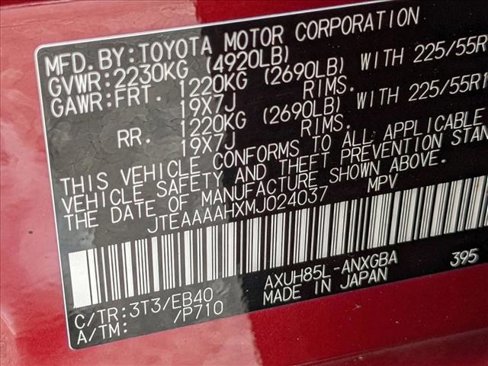 MFD.BY:TOYOTA MOTOR CORPORATION
GVWR:2230KG (4920LB)
GAWR:FRT. 1220KG (2690LB) WITH 225/55R1
19X7J RIMS.
RR. 1220KG (2690LB) WITH 225/55R1
19X7J RIMS.
THIS VEHICLE CONFORMS TO ALL APPLICABLE
VEHICLE SAFETY AND THEFT PREVENTION STAN
THE DATE OF MANUFACTURE SHOWN ABOVE.
JTEAAAAHXMJ024037 MPV
C/TR:3T3/EB40 AXUH85L-ANXGBA 395
A/TM: /P710 MADE IN JAPAN